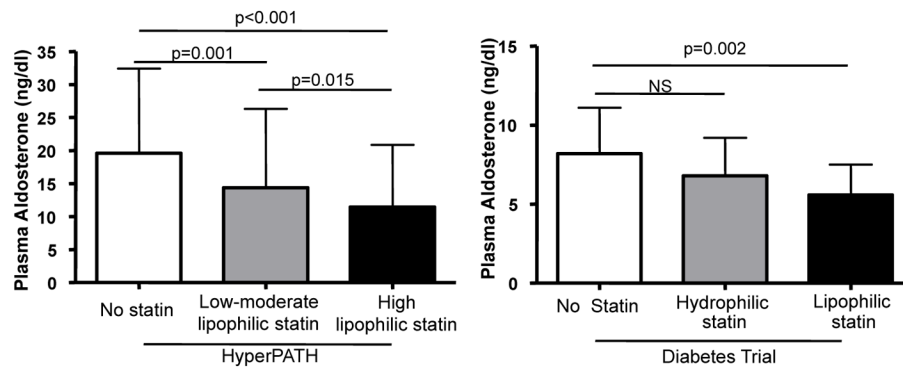 p<0.001
p=0.001
p=0.015
Plasma Aldosterone (ng/dl)
35
30
25
20
15
10
5
0
No statin
Low-moderate
lipophilic statin
High
lipophilic statin
HyperPATH
p=0.002
NS
Plasma Aldosterone (ng/dl)
15
10
5
0
No Statin
Hydrophilic
statin
Lipophilic
statin
Diabetes Trial